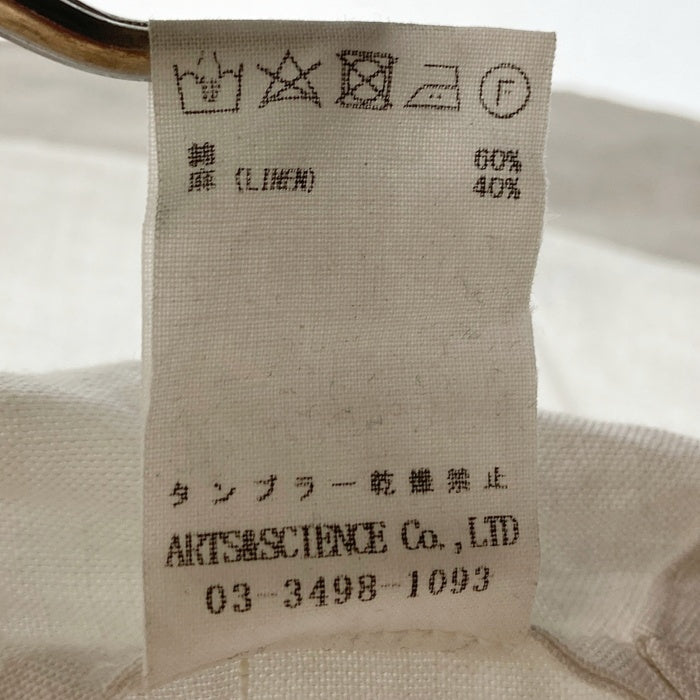 F
綿 60%
麻 (LINEN) 40%
タンブラー乾燥禁止
ARTS&SCIENCE Co.,LTD
03-3498-1093